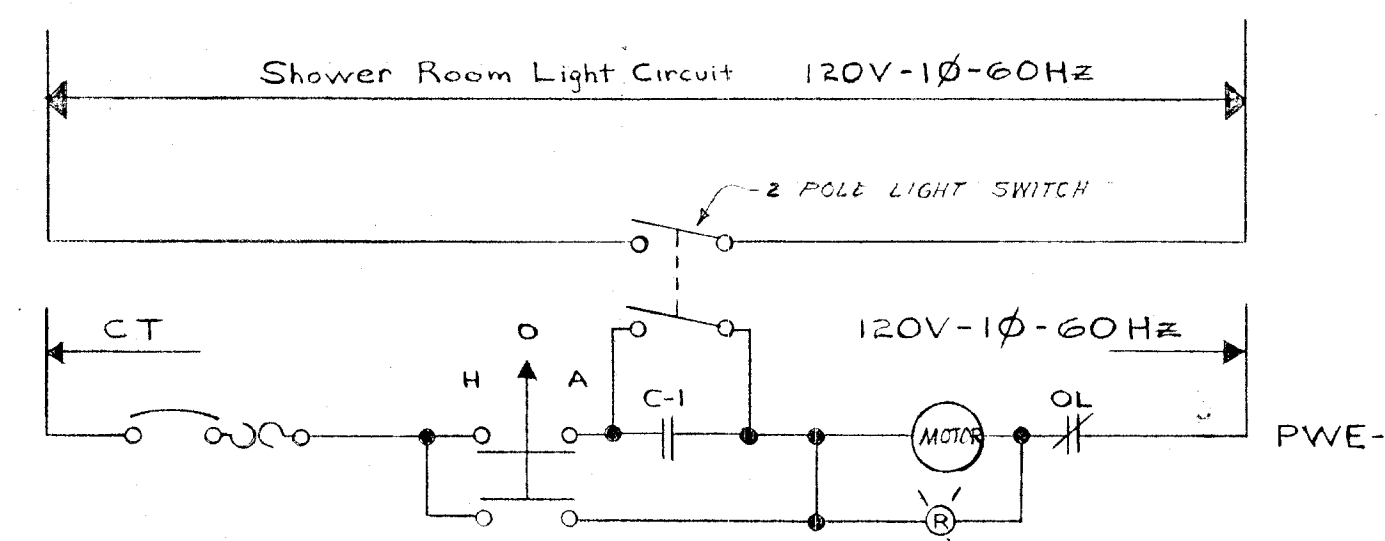 Shower Room Light Circuit 120V-1Ø-60Hz
2 POLE LIGHT SWITCH
CT
120V-1Ø-60Hz
O
H
A
C-1
OL
MOTOR
PWE-
R